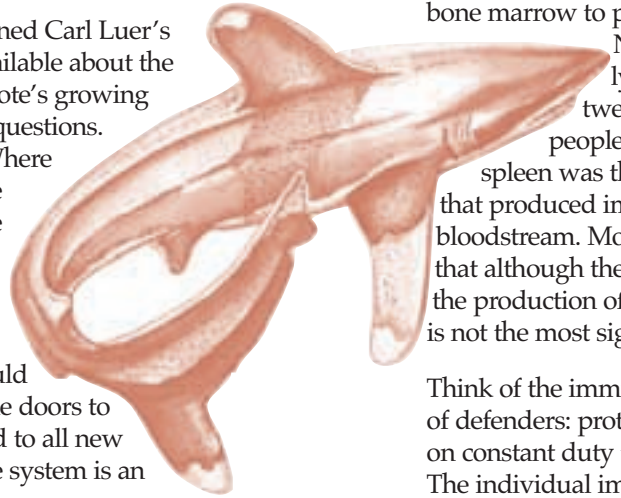 ned Carl Luer's
ilable about the
ote's growing
questions.
Where
e
e
uld
e doors to
d to all new
e system is an
bone marrow to p
N
ly
twe
people
spleen was th
that produced in
bloodstream. Mo
that although the
the production of
is not the most sig
Think of the imm
of defenders: prot
on constant duty
The individual im